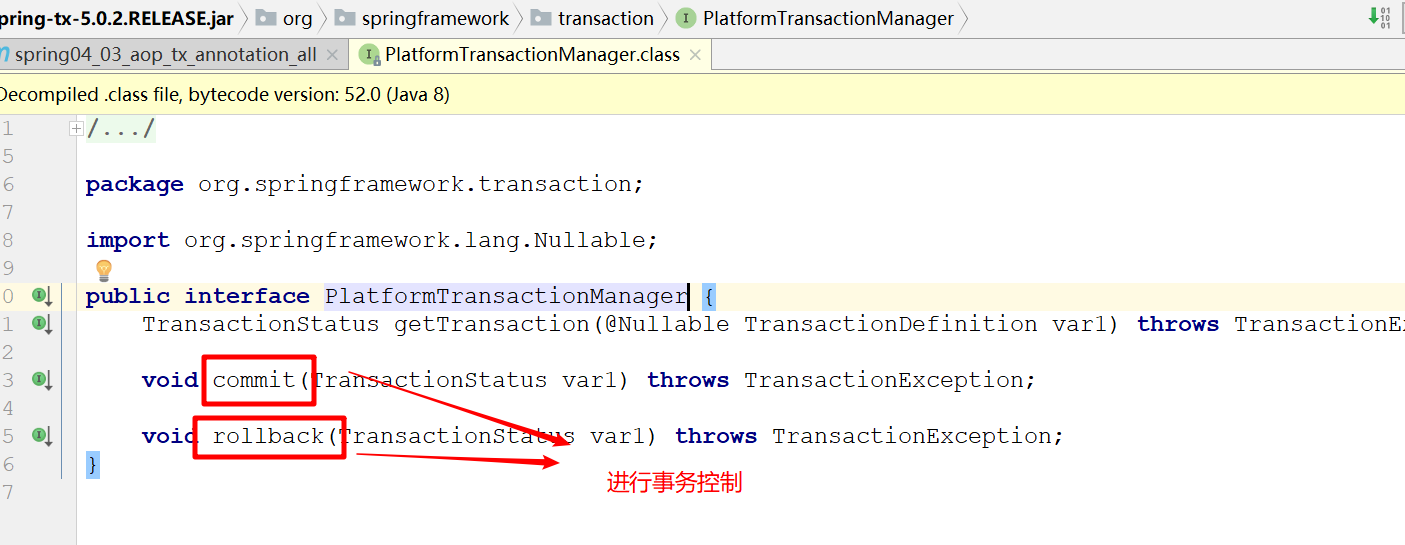 pring-tx-5.0.2.RELEASE.jar org springframework transaction I PlatformTransactionManager
spring04_03_aop_tx_annotation_all × I PlatformTransactionManager.class ×
Decompiled .class file, bytecode version: 52.0 (Java 8)
1 /.../
5
6 package org.springframework.transaction;
7
8 import org.springframework.lang.Nullable;
9
0 public interface PlatformTransactionManager {
1 TransactionStatus getTransaction(@Nullable TransactionDefinition var1) throws TransactionEx
2
3 void commit(TransactionStatus var1) throws TransactionException;
4
5 void rollback(TransactionStatus var1) throws TransactionException;
6 }
7
进行事务控制